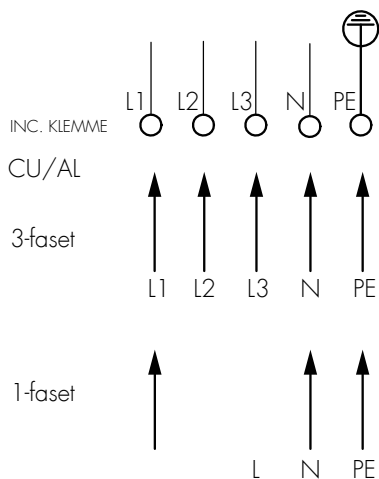 L1 L2 L3 N PE
INC. KLEMME
CU/AL
3-faset
L1 L2 L3 N PE
1-faset
L N PE